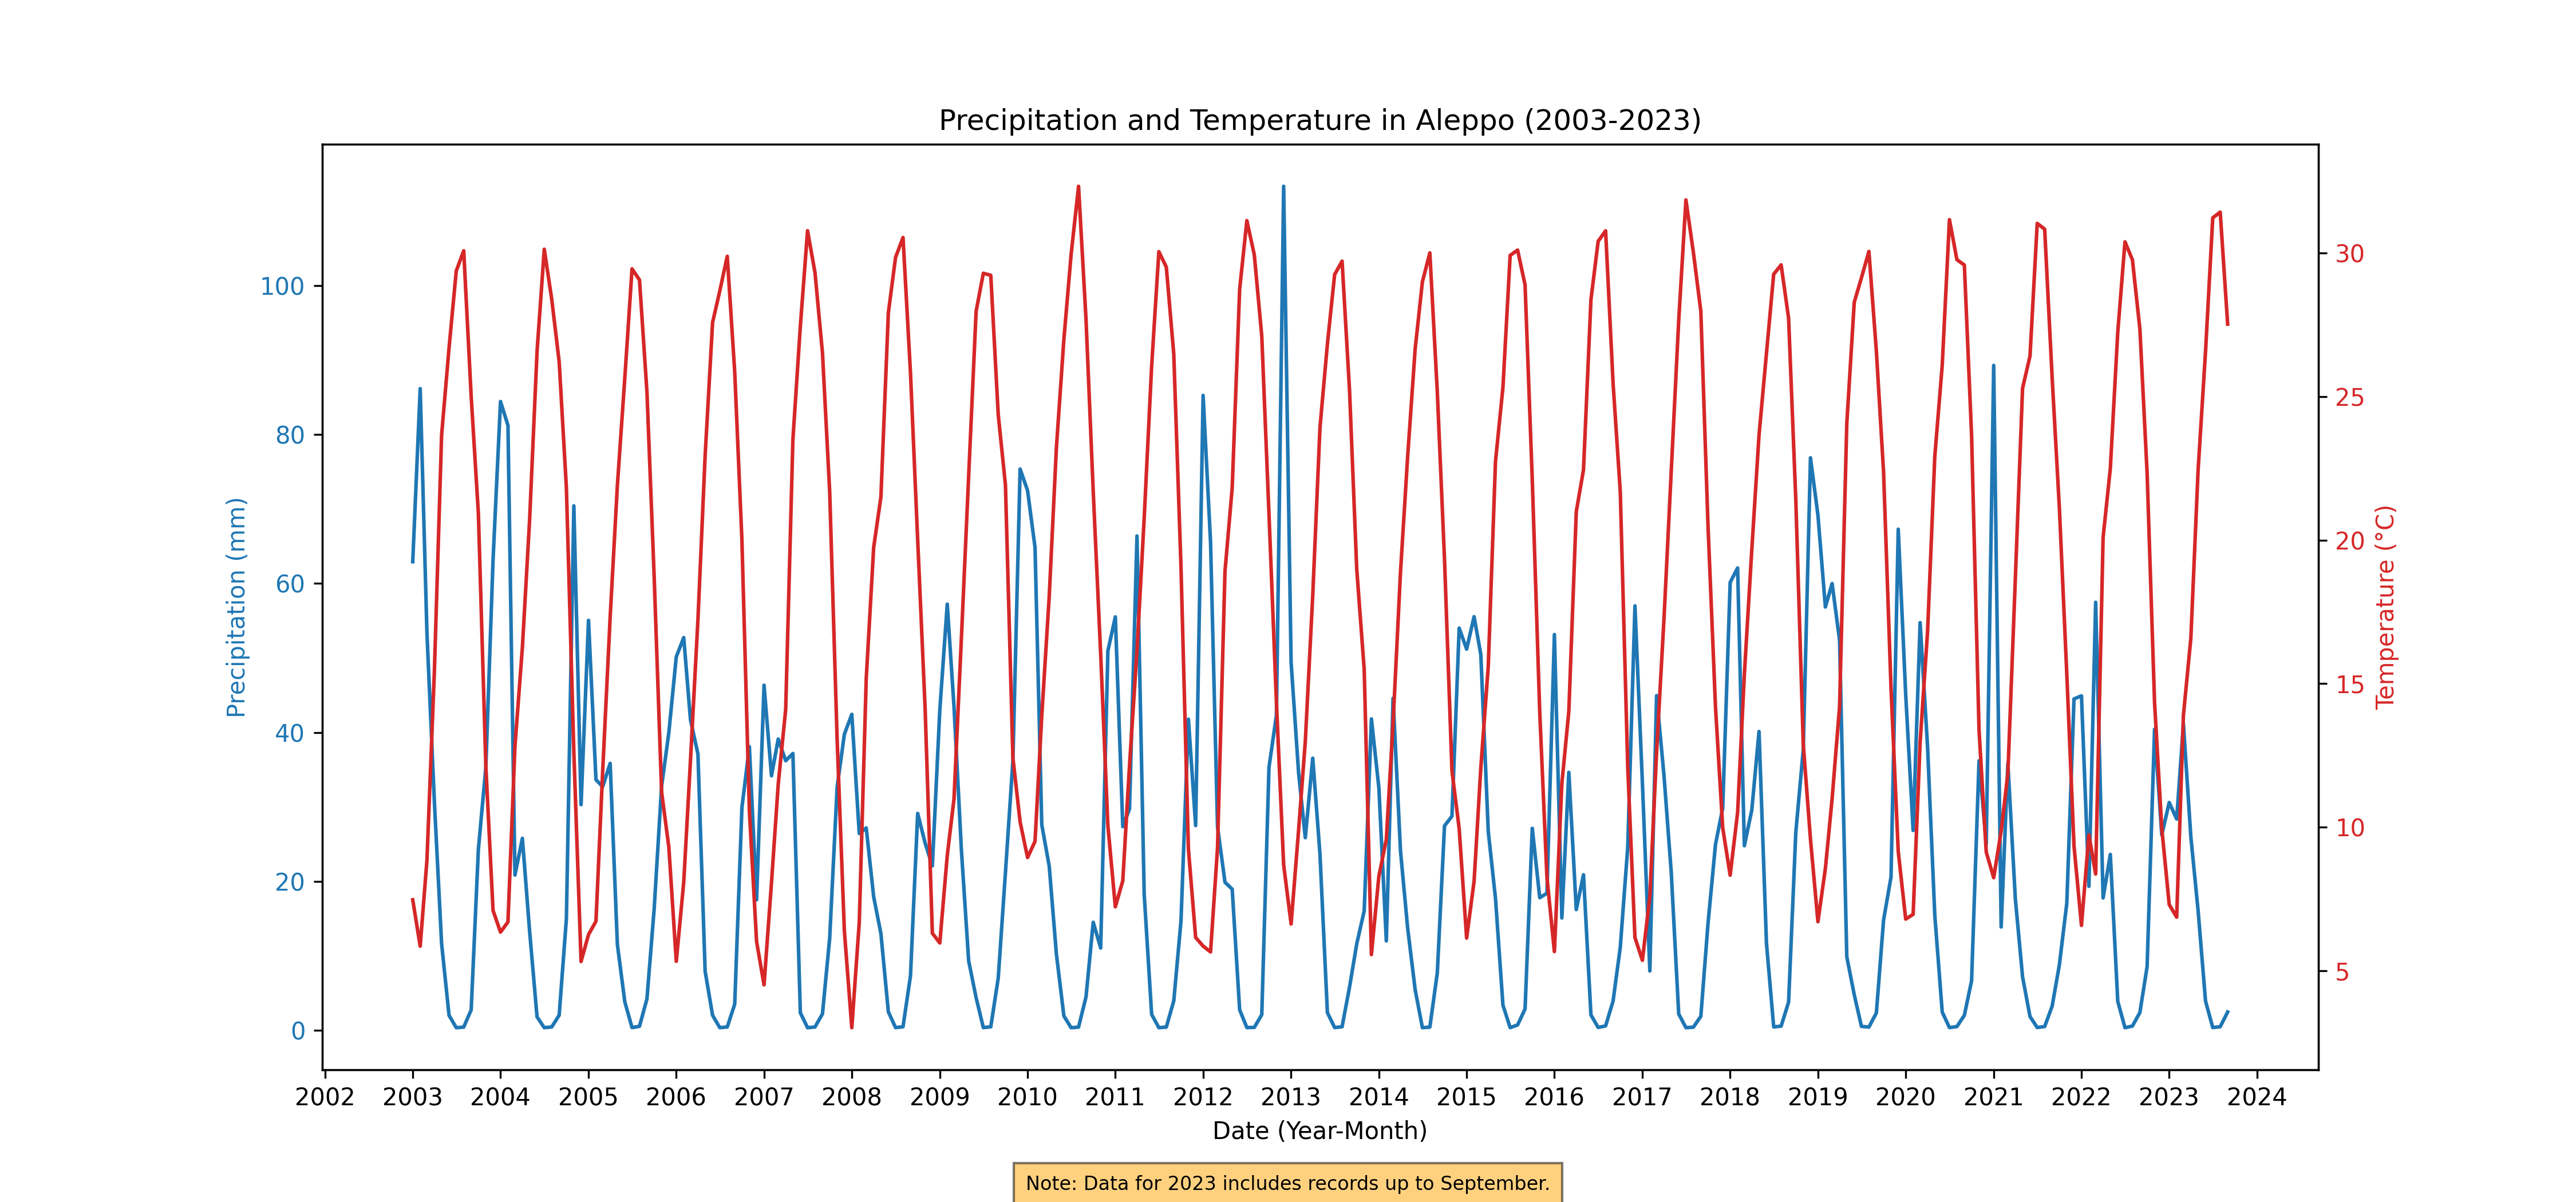 Precipitation and Temperature in Aleppo (2003-2023)
Precipitation (mm)
100
80
60
40
20
0
30
25
20
15
10
5
Temperature (°C)
2002 2003 2004 2005 2006 2007 2008 2009 2010 2011 2012 2013 2014 2015 2016 2017 2018 2019 2020 2021 2022 2023 2024
Date (Year-Month)
Note: Data for 2023 includes records up to September.